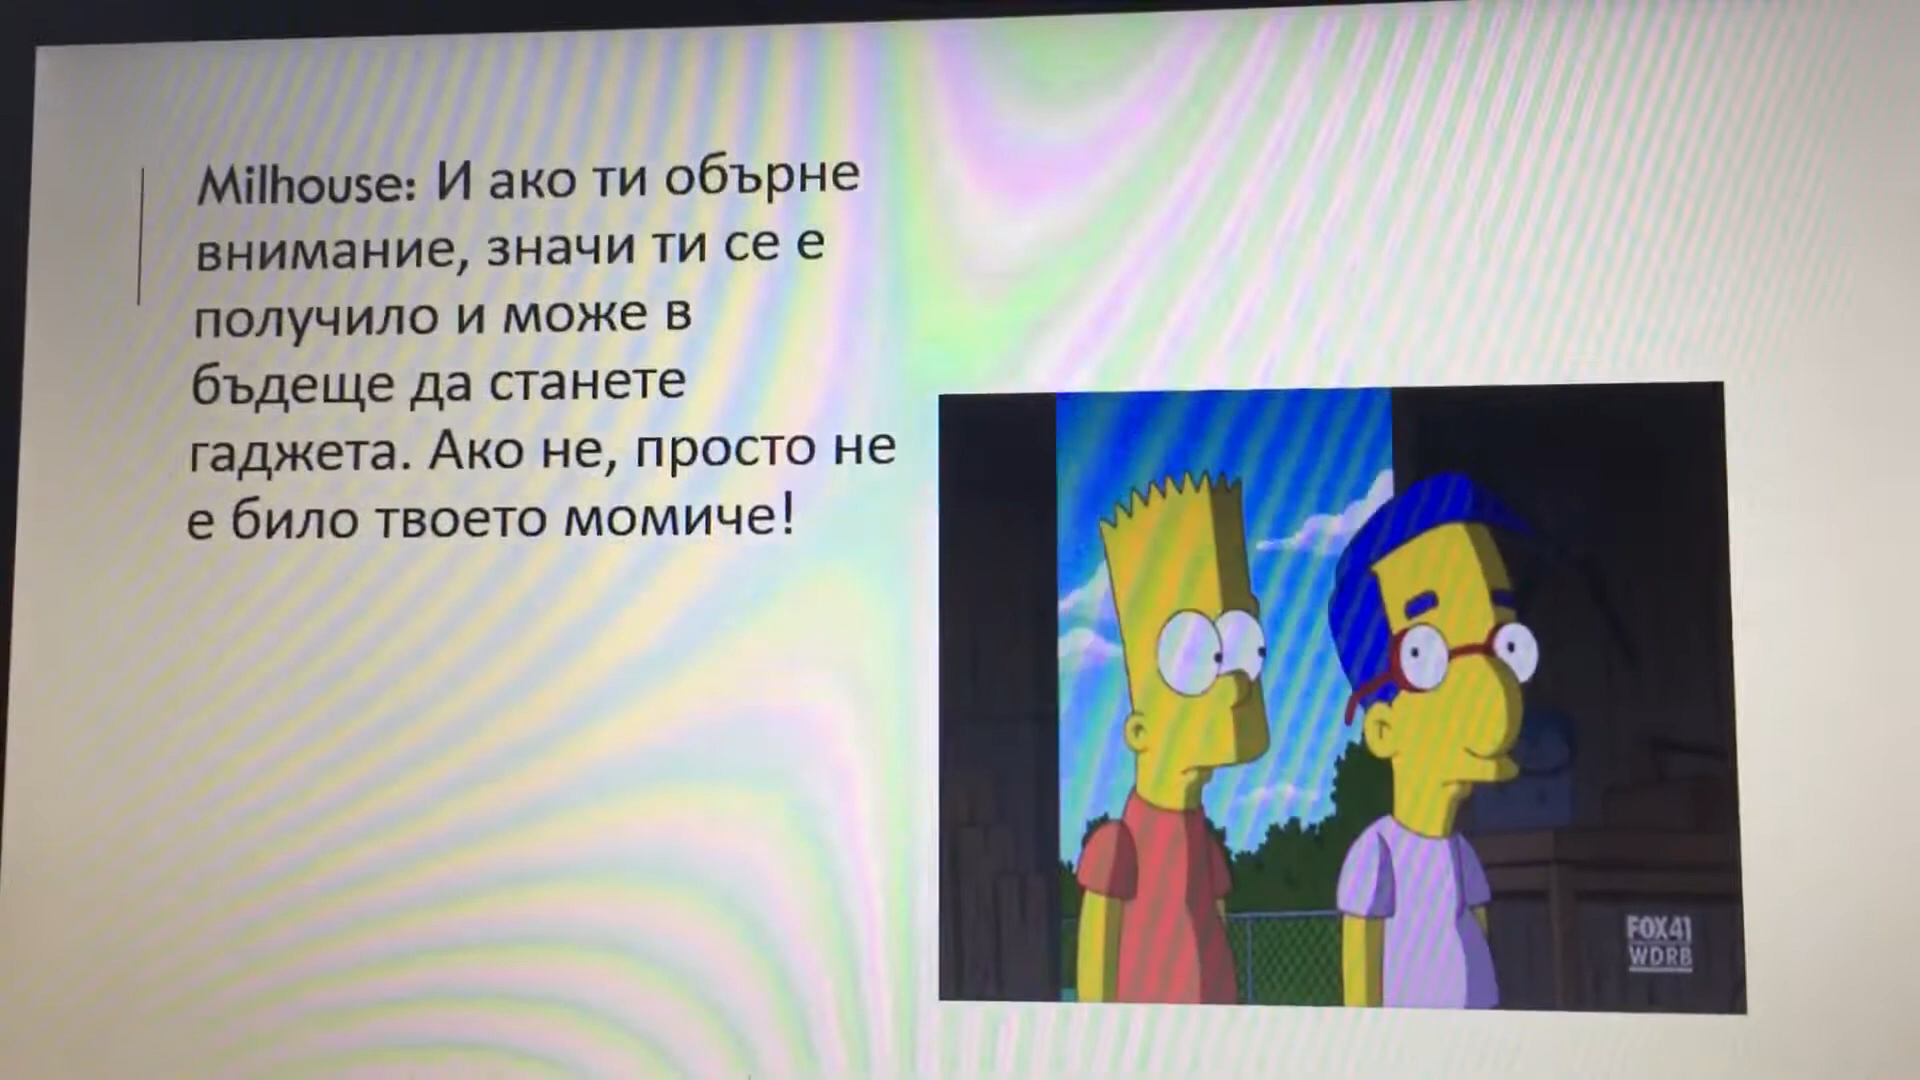 Milhouse: И ако ти обърне
внимание, значи ти се е
получило и може в
бъдеще да станете
гаджета. Ако не, просто не
е било твоето момиче!
FOX41
WDRB